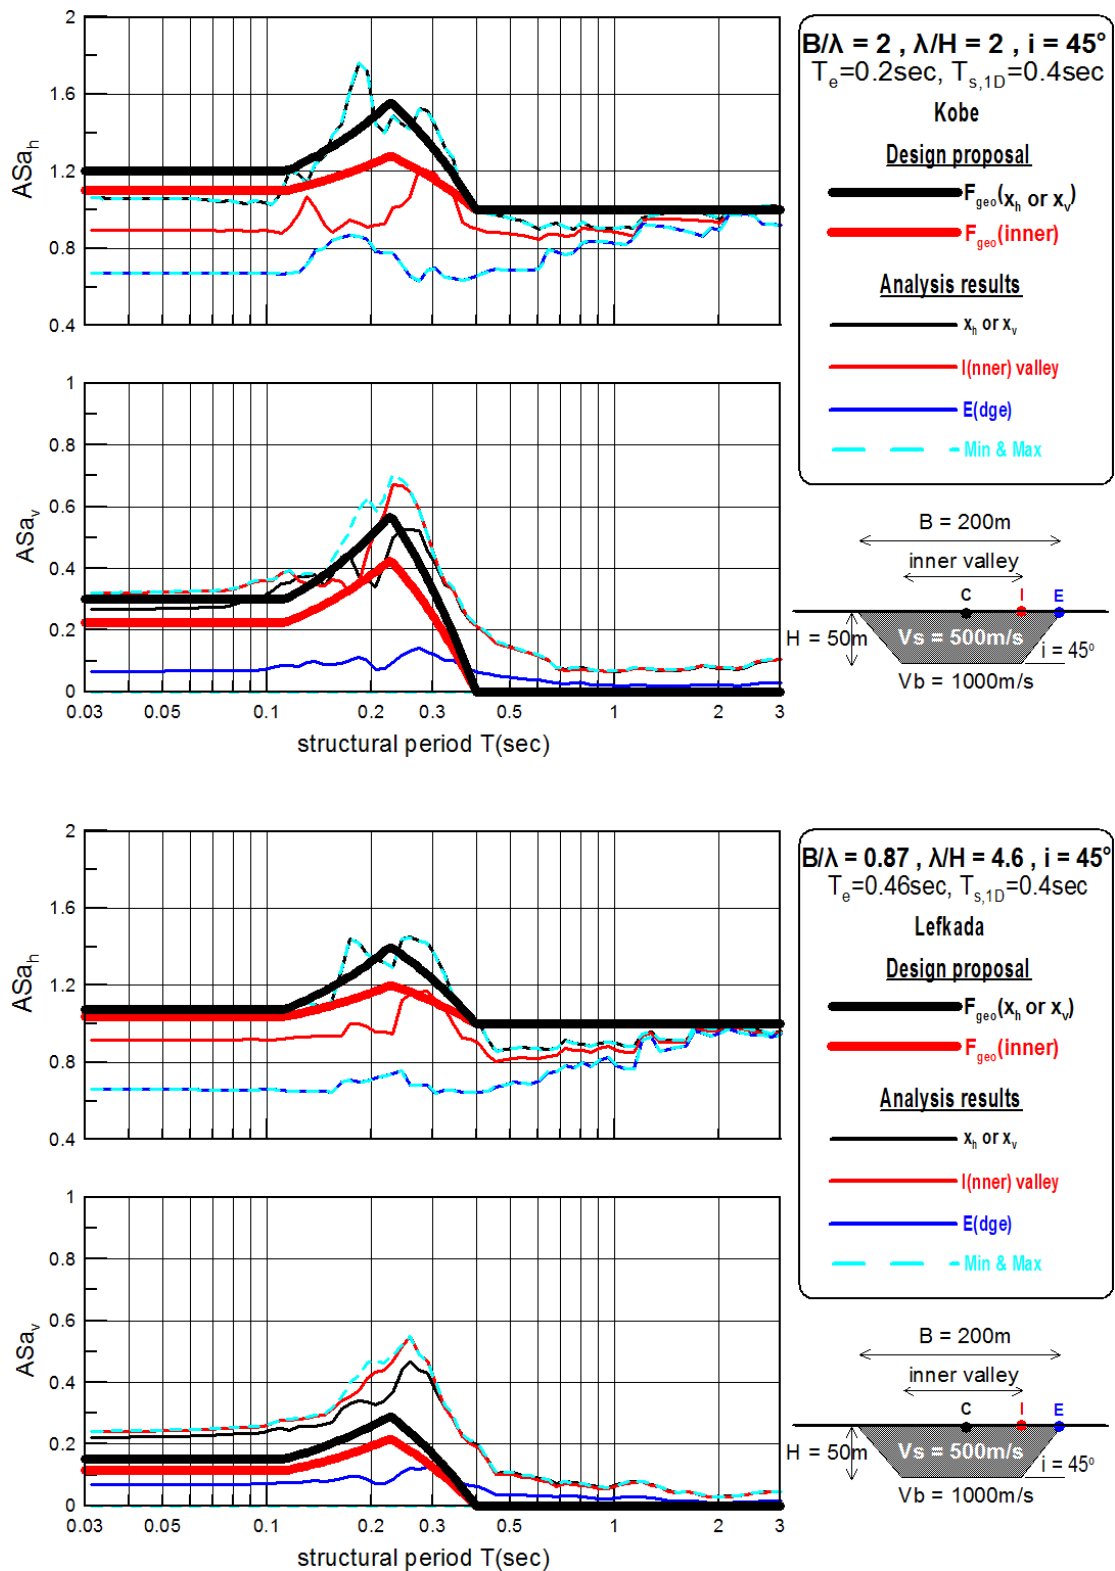 2
1.6
1.2
0.8
0.4
ASa_h
1
0.8
0.6
0.4
0.2
0
ASa_v
0.03 0.05 0.1 0.2 0.3 0.5 1 2 3
structural period T(sec)
B/λ = 2 , λ/H = 2 , i = 45°
T_e=0.2sec, T_s,1D=0.4sec
Kobe
Design proposal
F_geo(x_h or x_v)
F_geo(inner)
Analysis results
x_h or x_v
I(nner) valley
E(dge)
Min & Max
B = 200m
inner valley
C I E
H = 50m
Vs = 500m/s
i = 45°
Vb = 1000m/s
2
1.6
1.2
0.8
0.4
ASa_h
1
0.8
0.6
0.4
0.2
0
ASa_v
0.03 0.05 0.1 0.2 0.3 0.5 1 2 3
structural period T(sec)
B/λ = 0.87 , λ/H = 4.6 , i = 45°
T_e=0.46sec, T_s,1D=0.4sec
Lefkada
Design proposal
F_geo(x_h or x_v)
F_geo(inner)
Analysis results
x_h or x_v
I(nner) valley
E(dge)
Min & Max
B = 200m
inner valley
C I E
H = 50m
Vs = 500m/s
i = 45°
Vb = 1000m/s